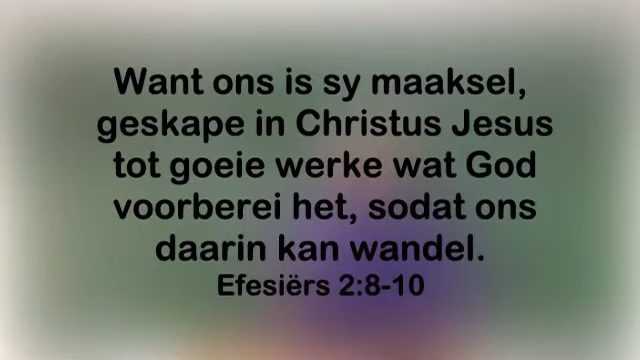 Want ons is sy maaksel,
geskape in Christus Jesus
tot goeie werke wat God
voorberei het, sodat ons
daarin kan wandel.
Efesiërs 2:8-10